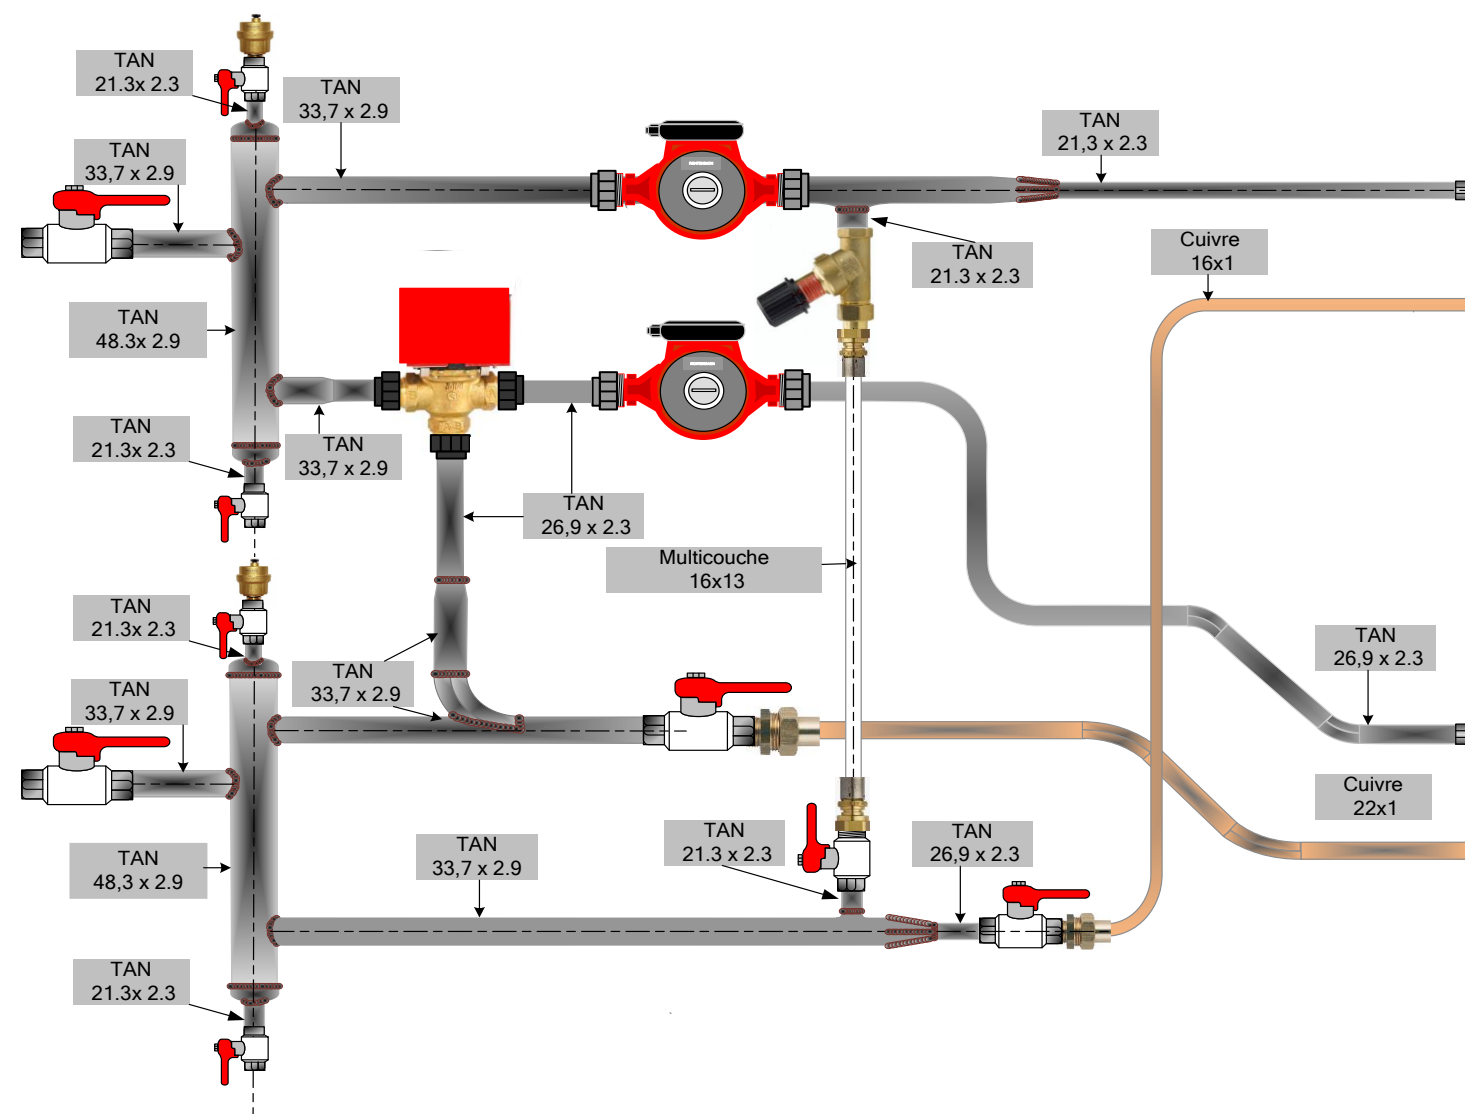 TAN
21.3x 2.3
TAN
33,7 x 2.9
TAN
21,3 x 2.3
TAN
33,7 x 2.9
TAN
21.3 x 2.3
Cuivre
16x1
TAN
48.3x 2.9
TAN
21.3x 2.3
TAN
33,7 x 2.9
TAN
26,9 x 2.3
Multicouche
16x13
TAN
21.3x 2.3
TAN
26,9 x 2.3
TAN
33,7 x 2.9
TAN
33,7 x 2.9
Cuivre
22x1
TAN
48,3 x 2.9
TAN
33,7 x 2.9
TAN
21.3 x 2.3
TAN
26,9 x 2.3
TAN
21.3x 2.3